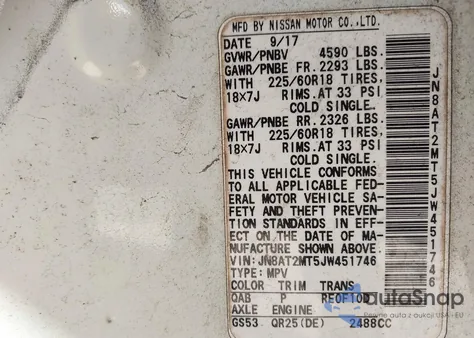 MFD BY NISSAN MOTOR CO.,LTD.
DATE 9/17
GVWR/PNBV 4590 LBS.
GAWR/PNBE FR. 2293 LBS.
WITH 225/60R18 TIRES,
18X7J RIMS.AT 33 PSI
COLD SINGLE.
GAWR/PNBE RR. 2326 LBS.
WITH 225/60R18 TIRES,
18X7J RIMS.AT 33 PSI
COLD SINGLE.
THIS VEHICLE CONFORMS
TO ALL APPLICABLE FED-
ERAL MOTOR VEHICLE SA-
FETY AND THEFT PREVEN-
TION STANDARDS IN EFF-
ECT ON THE DATE OF MA-
NUFACTURE SHOWN ABOVE.
VIN:JN8AT2MT5JW451746
TYPE:MPV
COLOR TRIM TRANS
QAB P RE0F10D
AXLE ENGINE
GS53 QR25(DE) 2488CC
JN8AT2MT5JW451746
autoSnap